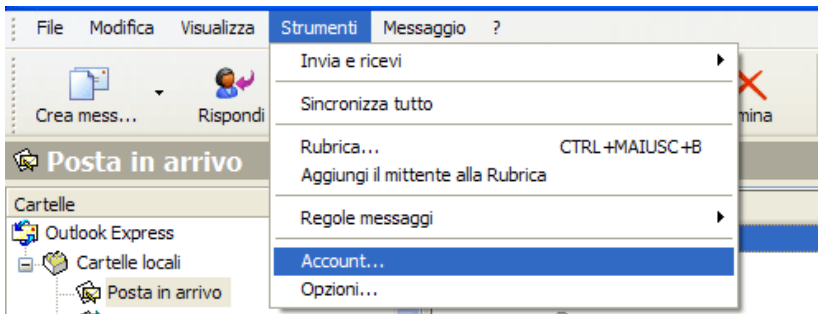 File Modifica Visualizza Strumenti Messaggio ?
Invia e ricevi
Sincronizza tutto
Crea mess... Rispondi mina
Rubrica... CTRL+MAIUSC+B
Posta in arrivo
Aggiungi il mittente alla Rubrica
Cartelle
Regole messaggi
Outlook Express
Cartelle locali
Account...
Posta in arrivo
Opzioni...